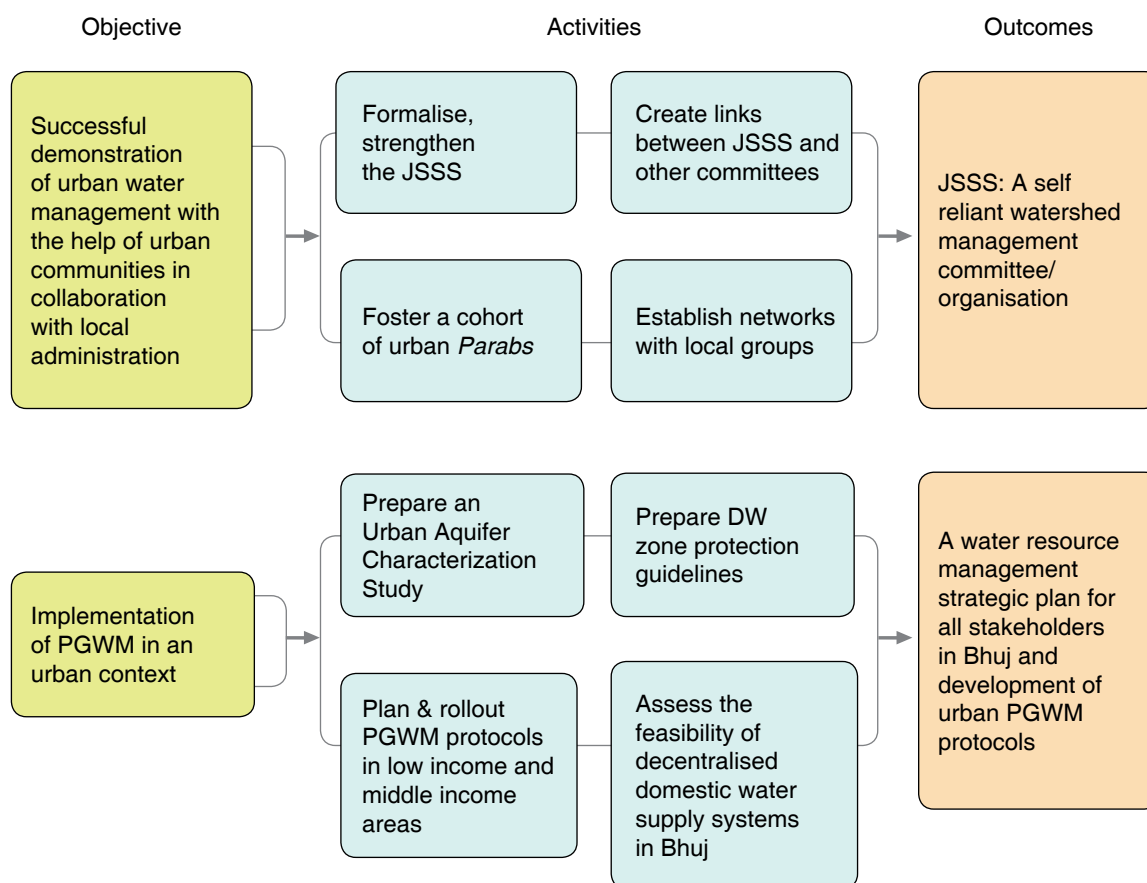 Objective
Activities
Outcomes
Successful
demonstration
of urban water
management with
the help of urban
communities in
collaboration
with local
administration
Formalise,
strengthen
the JSSS
Create links
between JSSS and
other committees
Foster a cohort
of urban Parabs
Establish networks
with local groups
JSSS: A self
reliant watershed
management
committee/
organisation
Implementation
of PGWM in an
urban context
Prepare an
Urban Aquifer
Characterization
Study
Prepare DW
zone protection
guidelines
Plan & rollout
PGWM protocols
in low income and
middle income
areas
Assess the
feasibility of
decentralised
domestic water
supply systems
in Bhuj
A water resource
management
strategic plan for
all stakeholders
in Bhuj and
development of
urban PGWM
protocols